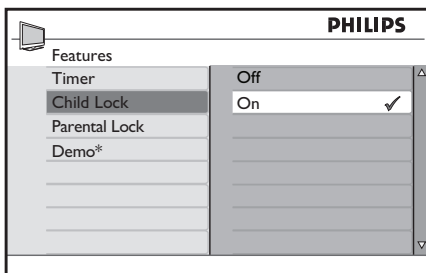 PHILIPS
Features
Timer
Child Lock
Parental Lock
Demo*
Off
On